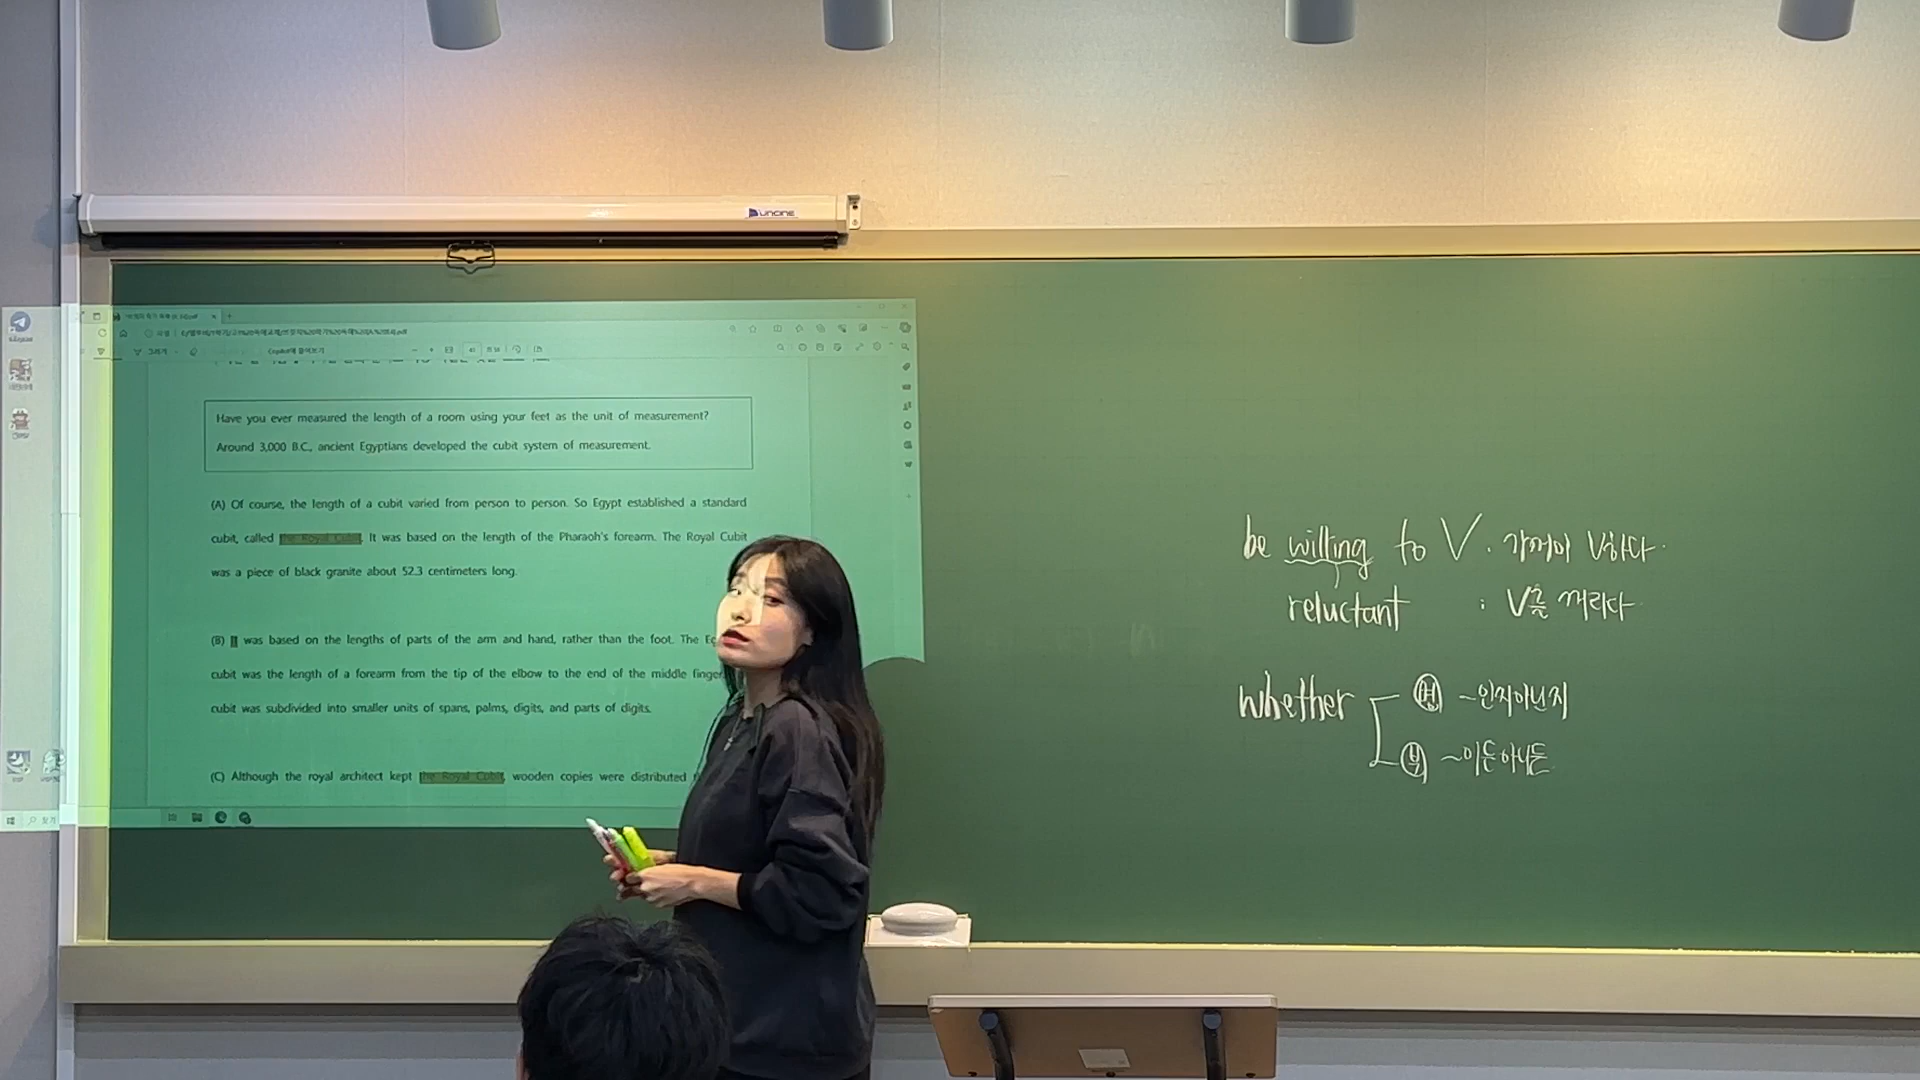 UNCINE
Have you ever measured the length of a room using your feet as the unit of measurement?
Around 3,000 B.C., ancient Egyptians developed the cubit system of measurement.
(A) Of course, the length of a cubit varied from person to person. So Egypt established a standard
cubit, called the Royal Cubit. It was based on the length of the Pharaoh's forearm. The Royal Cubit
was a piece of black granite about 52.3 centimeters long.
(B) It was based on the lengths of parts of the arm and hand, rather than the foot. The
cubit was the length of a forearm from the tip of the elbow to the end of the middle finger
cubit was subdivided into smaller units of spans, palms, digits, and parts of digits.
(C) Although the royal architect kept the Royal Cubit, wooden copies were distributed
be willing to V. 기꺼이 V하다.
reluctant : V를 꺼리다
whether 명 ~인지아닌지
부 ~이든아니든